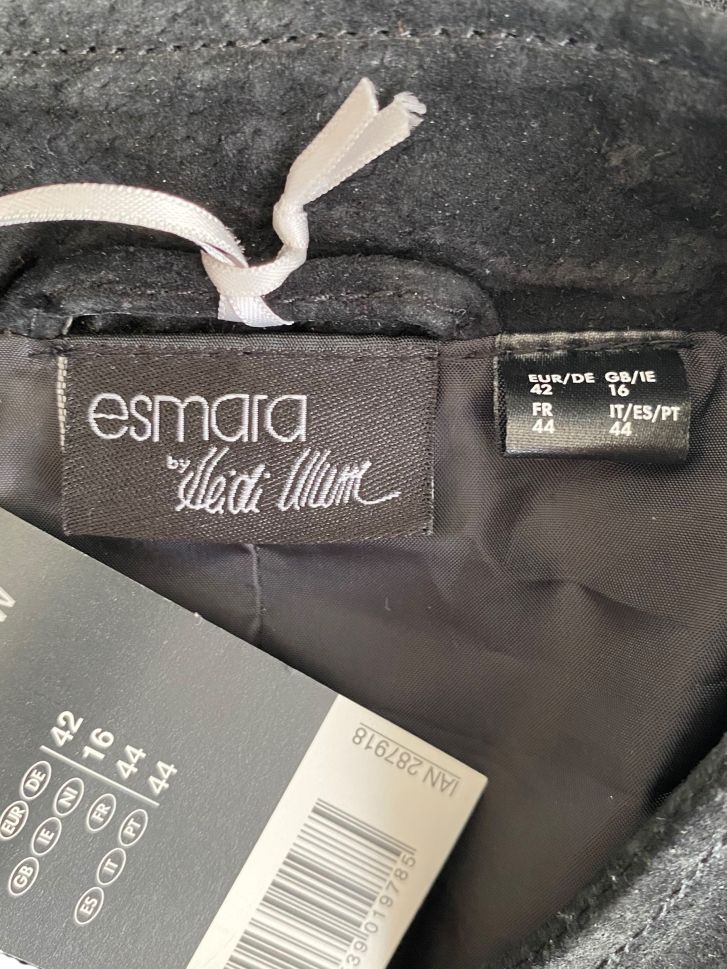 esmara
by Heidi Klum
EUR/DE GB/IE
42 16
FR IT/ES/PT
44 44
EUR DE 42
GB IE NI 16
FR 44
ES IT PT 44
IAN 287918
39019785